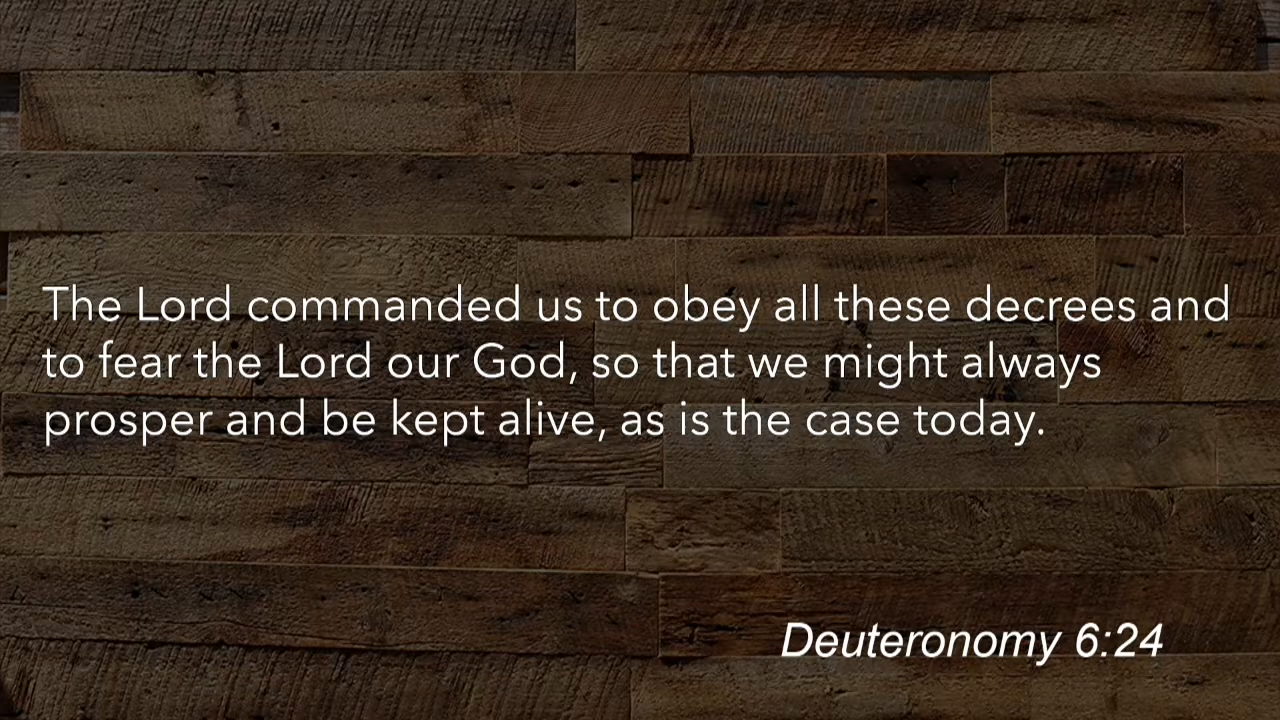 The Lord commanded us to obey all these decrees and
to fear the Lord our God, so that we might always
prosper and be kept alive, as is the case today.
Deuteronomy 6:24